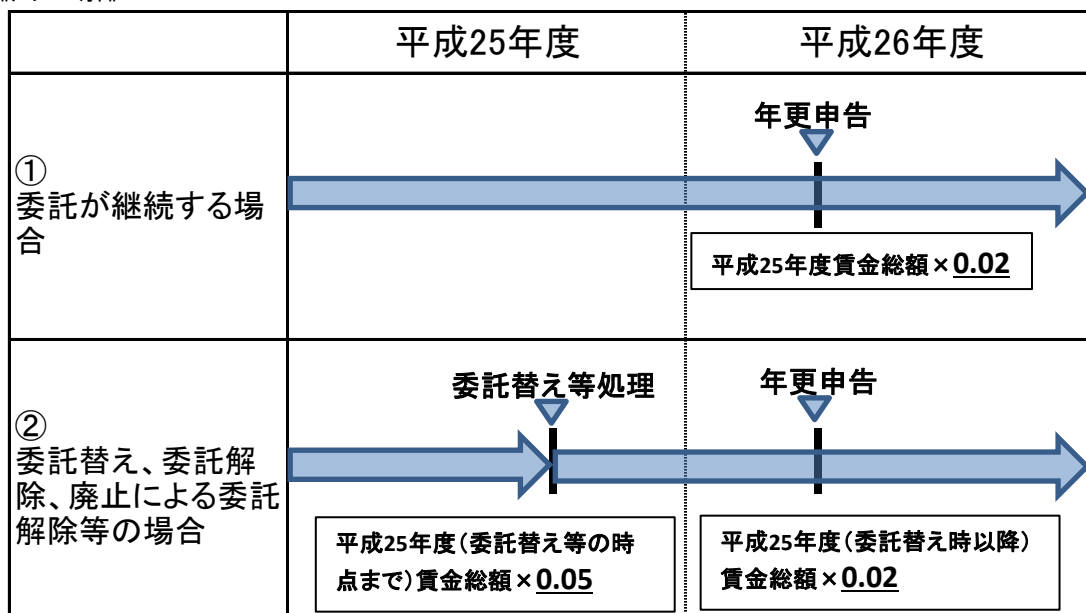 平成25年度
平成26年度
①
委託が継続する場
合
年更申告
平成25年度賃金総額×0.02
②
委託替え、委託解
除、廃止による委託
解除等の場合
委託替え等処理
年更申告
平成25年度(委託替え等の時
点まで)賃金総額×0.05
平成25年度(委託替え時以降)
賃金総額×0.02